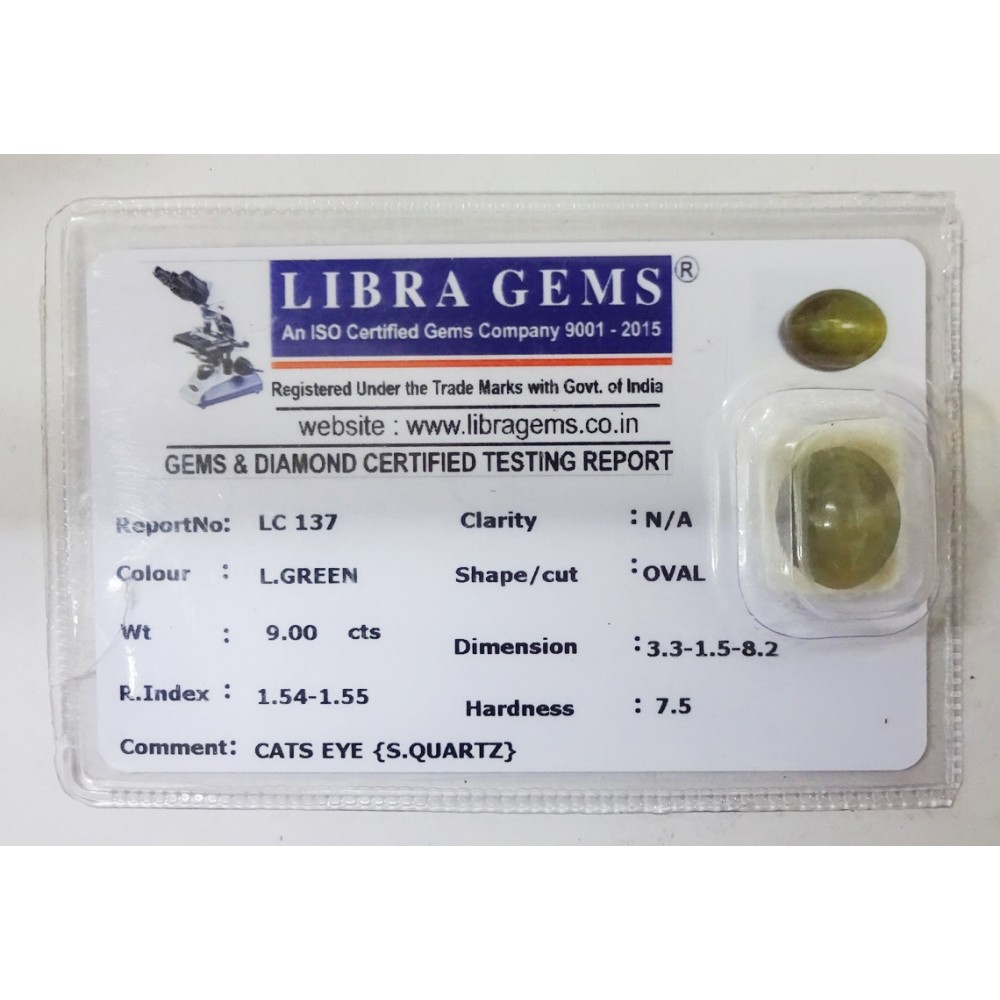 LIBRA GEMS ®
An ISO Certified Gems Company 9001 - 2015
Registered Under the Trade Marks with Govt. of India
website : www.libragems.co.in
GEMS & DIAMOND CERTIFIED TESTING REPORT
ReportNo: LC 137 Clarity : N/A
Colour : L.GREEN Shape/cut : OVAL
Wt : 9.00 cts Dimension : 3.3-1.5-8.2
R.Index : 1.54-1.55 Hardness : 7.5
Comment: CATS EYE {S.QUARTZ}